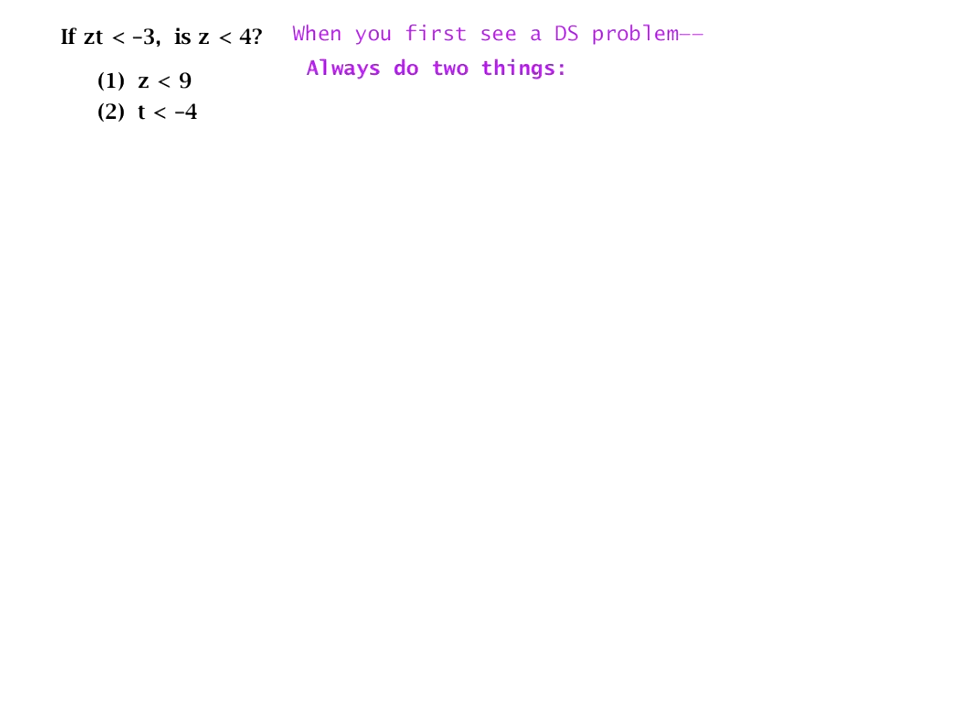 If zt < –3, is z < 4?
When you first see a DS problem––
Always do two things:
(1) z < 9
(2) t < –4